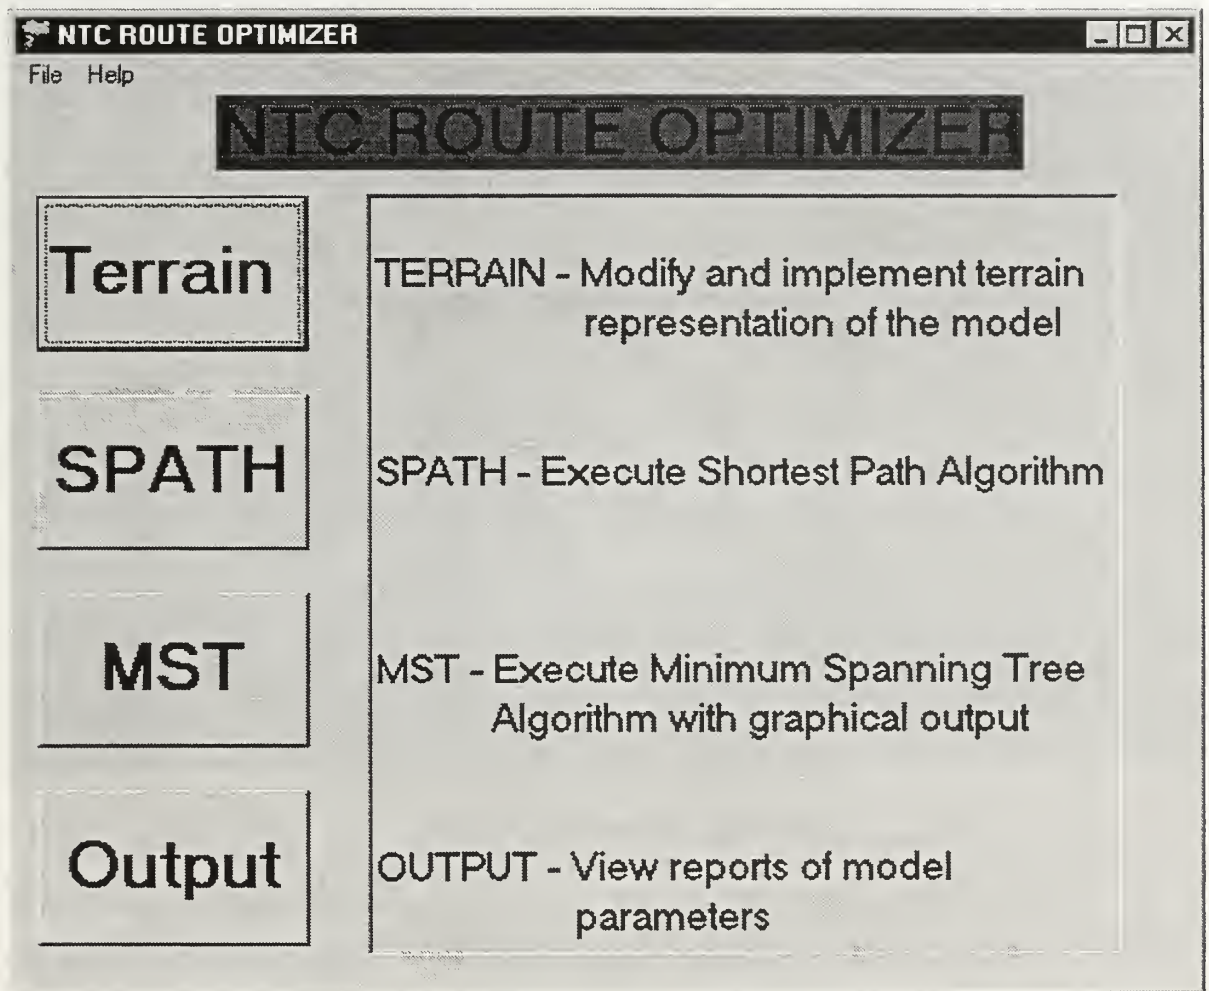 NTC ROUTE OPTIMIZER
File Help
NTC ROUTE OPTIMIZER
Terrain
TERRAIN - Modify and implement terrain
representation of the model
SPATH
SPATH - Execute Shortest Path Algorithm
MST
MST - Execute Minimum Spanning Tree
Algorithm with graphical output
Output
OUTPUT - View reports of model
parameters